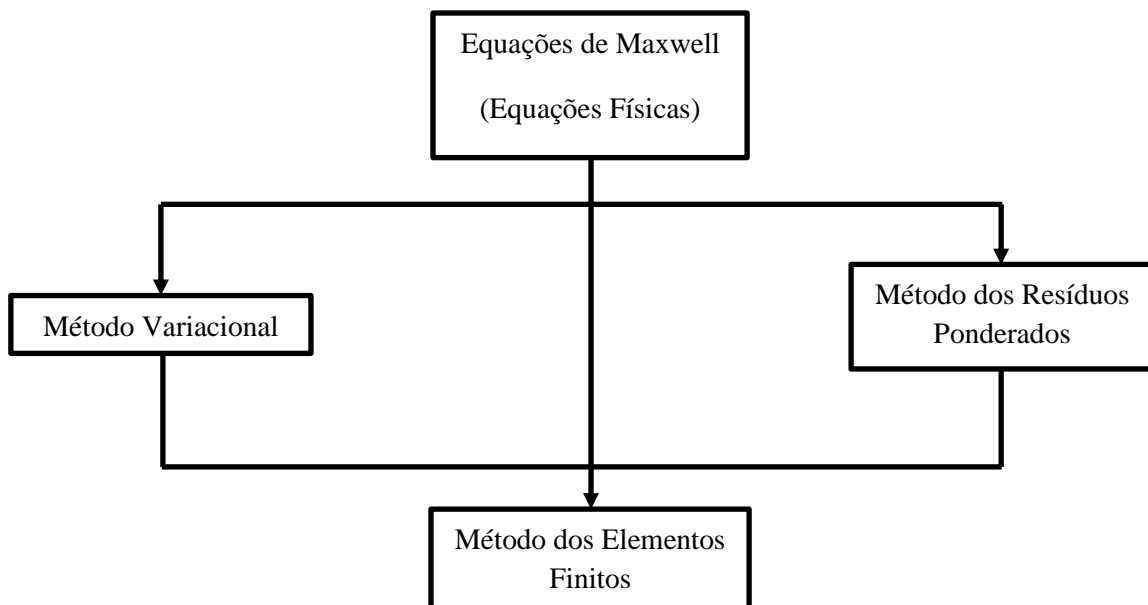 Equações de Maxwell
(Equações Físicas)
Método Variacional
Método dos Resíduos
Ponderados
Método dos Elementos
Finitos